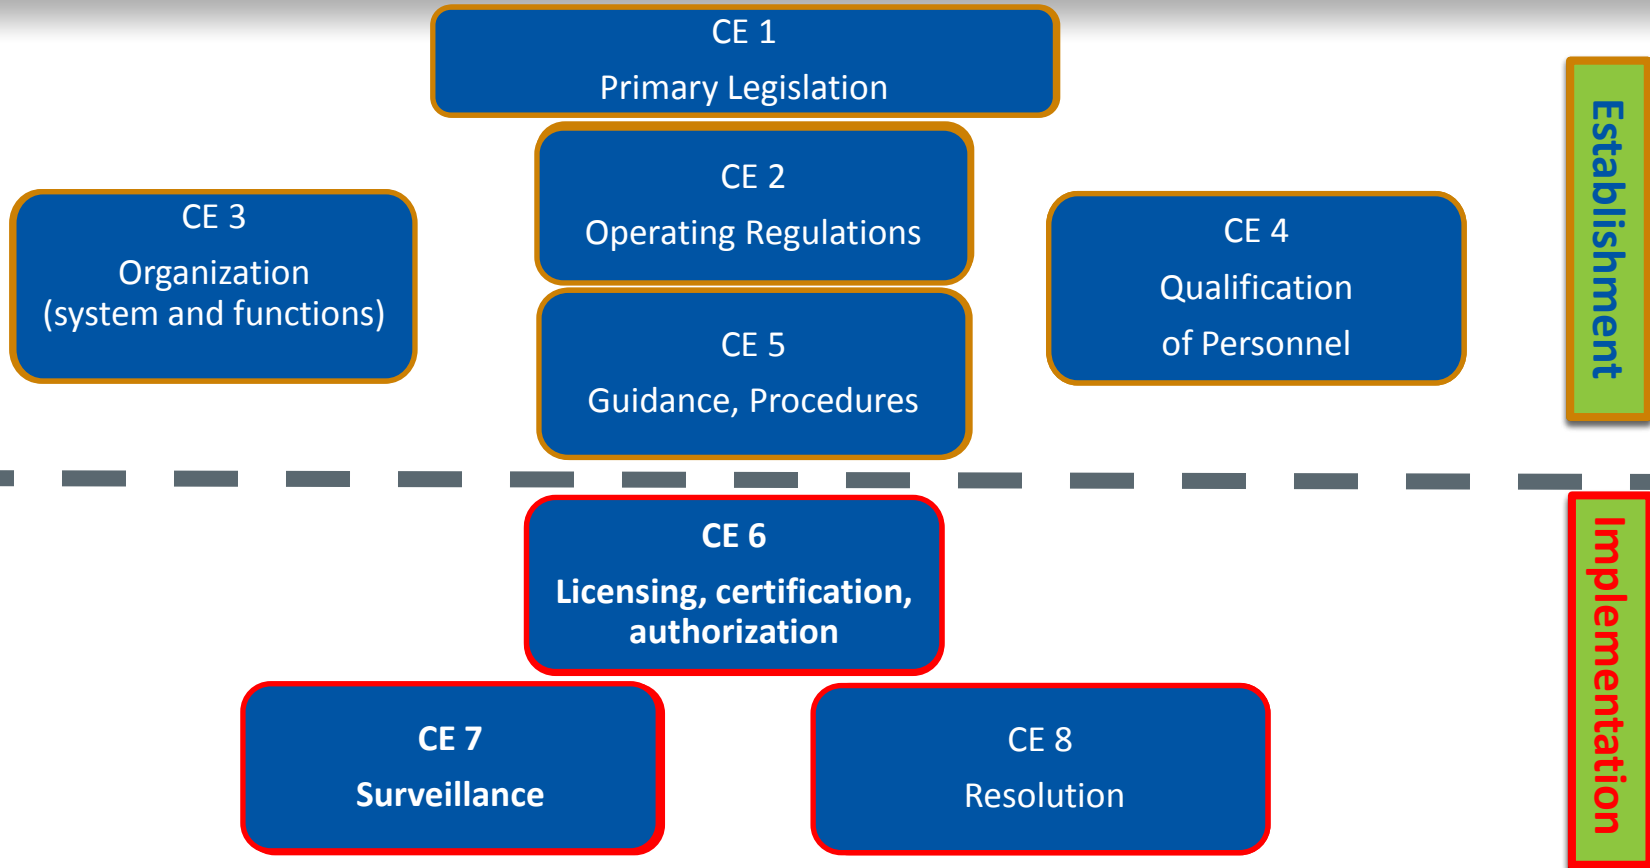 CE 1
Primary Legislation
CE 2
Operating Regulations
CE 3
Organization
(system and functions)
CE 4
Qualification
of Personnel
CE 5
Guidance, Procedures
Establishment
CE 6
Licensing, certification,
authorization
CE 7
Surveillance
CE 8
Resolution
Implementation